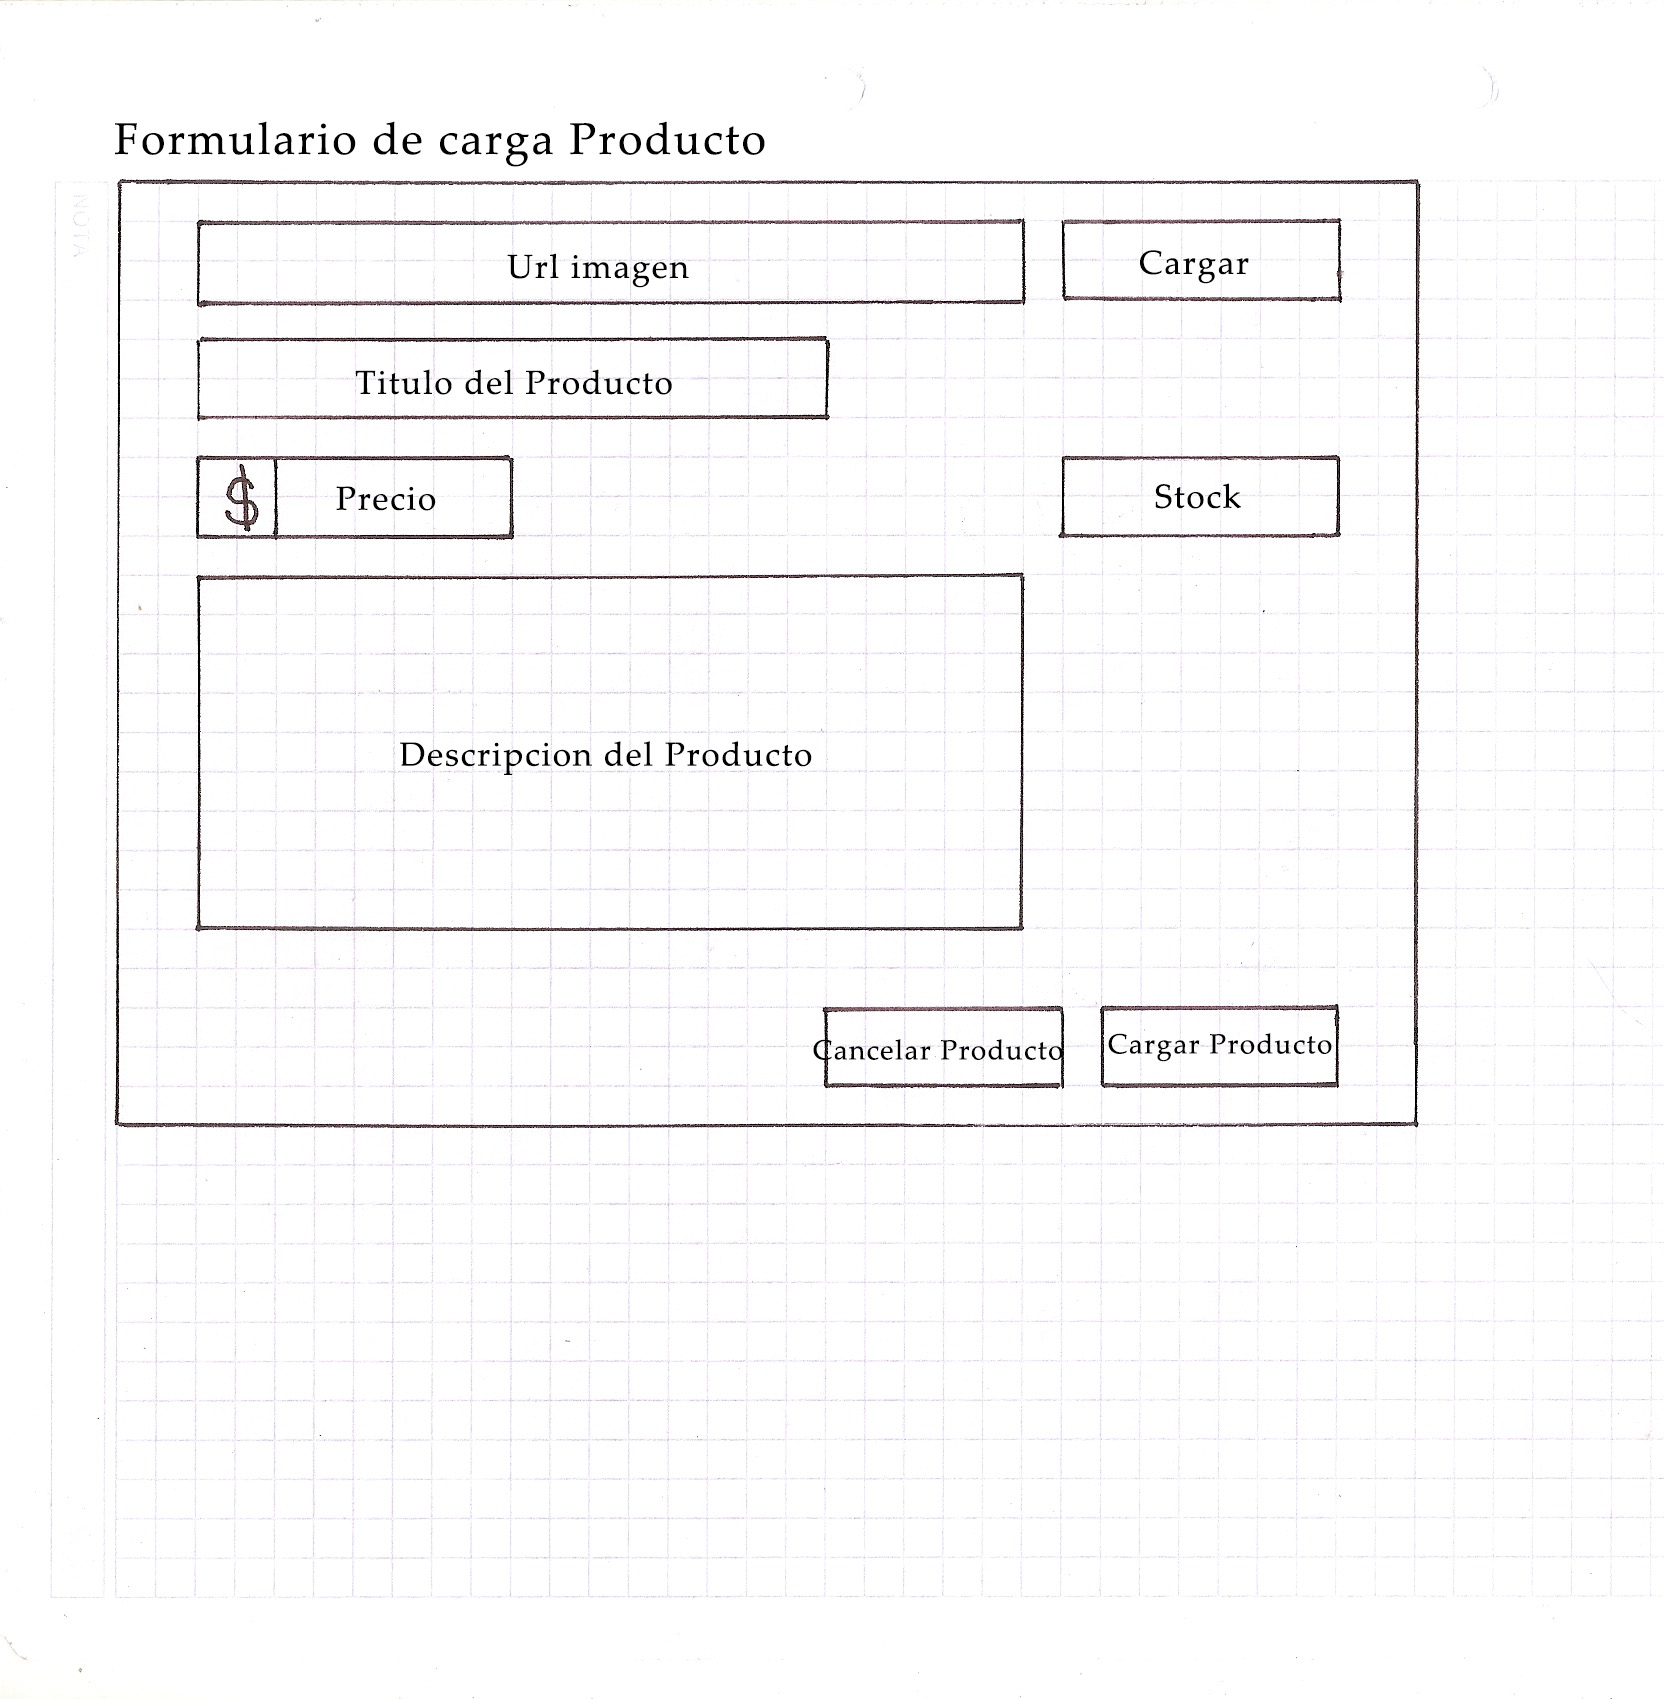 Formulario de carga Producto
NOTA
Url imagen
Cargar
Titulo del Producto
$ Precio
Stock
Descripcion del Producto
Cancelar Producto
Cargar Producto